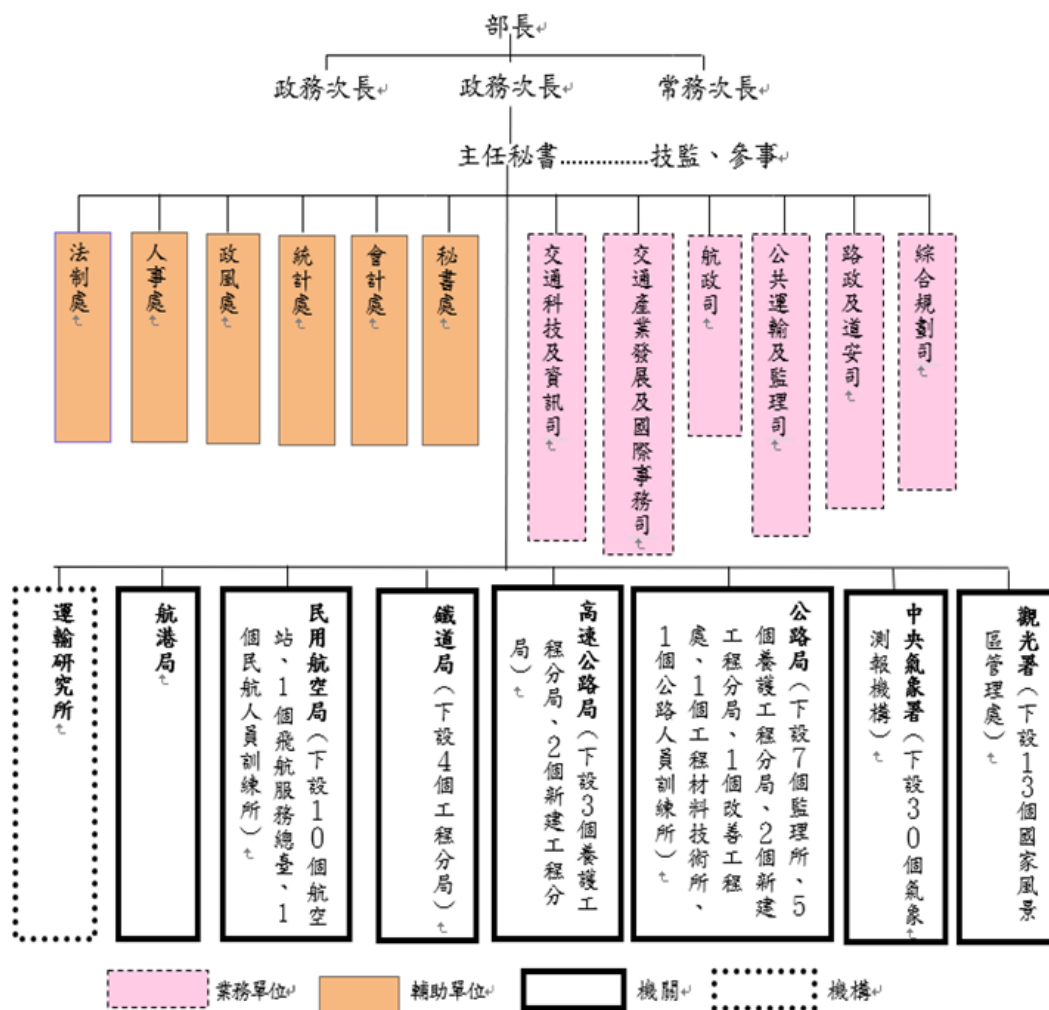 部長
政務次長
政務次長
常務次長
主任秘書...............技監、參事
法制處
人事處
政風處
統計處
會計處
秘書處
交通科技及資訊司
交通產業發展及國際事務司
航政司
公共運輸及監理司
路政及道安司
綜合規劃司
運輸研究所
航港局
民用航空局（下設10個航空
站、1個飛航服務總臺、1
個民航人員訓練所）
鐵道局（下設4個工程分局）
高速公路局（下設3個養護工
程分局、2個新建工程分
局）
公路局（下設7個監理所、5
個養護工程分局、2個新建
工程分局、1個改善工程
處、1個工程材料技術所、
1個公路人員訓練所）
中央氣象署（下設30個氣象
測報機構）
觀光署（下設13個國家風景
區管理處）
業務單位
輔助單位
機關
機構